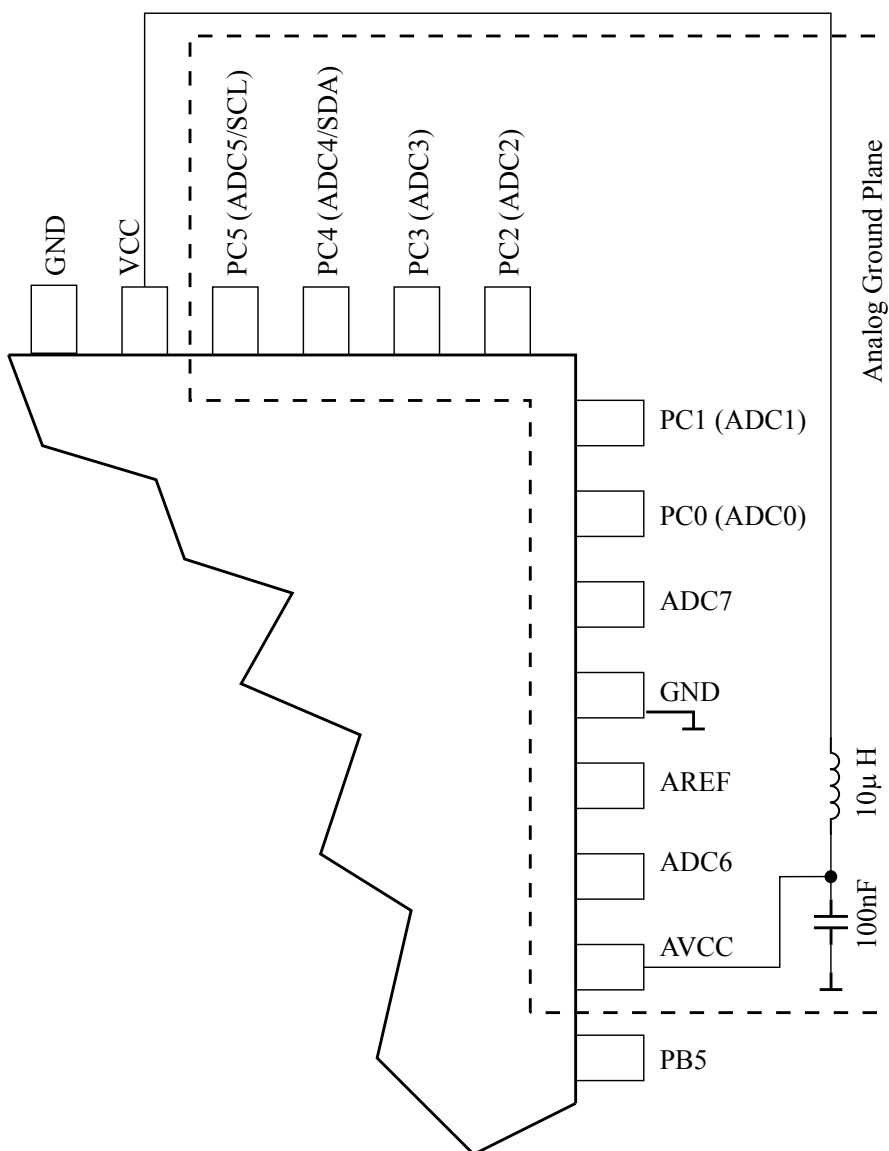 GND
VCC
PC5 (ADC5/SCL)
PC4 (ADC4/SDA)
PC3 (ADC3)
PC2 (ADC2)
Analog Ground Plane
PC1 (ADC1)
PC0 (ADC0)
ADC7
GND
AREF
10µ H
ADC6
100nF
AVCC
PB5